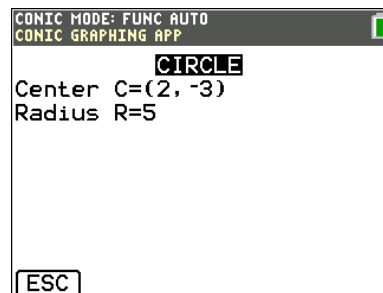 CONIC MODE: FUNC AUTO
CONIC GRAPHING APP
CIRCLE
Center C=(2,⁻3)
Radius R=5
ESC